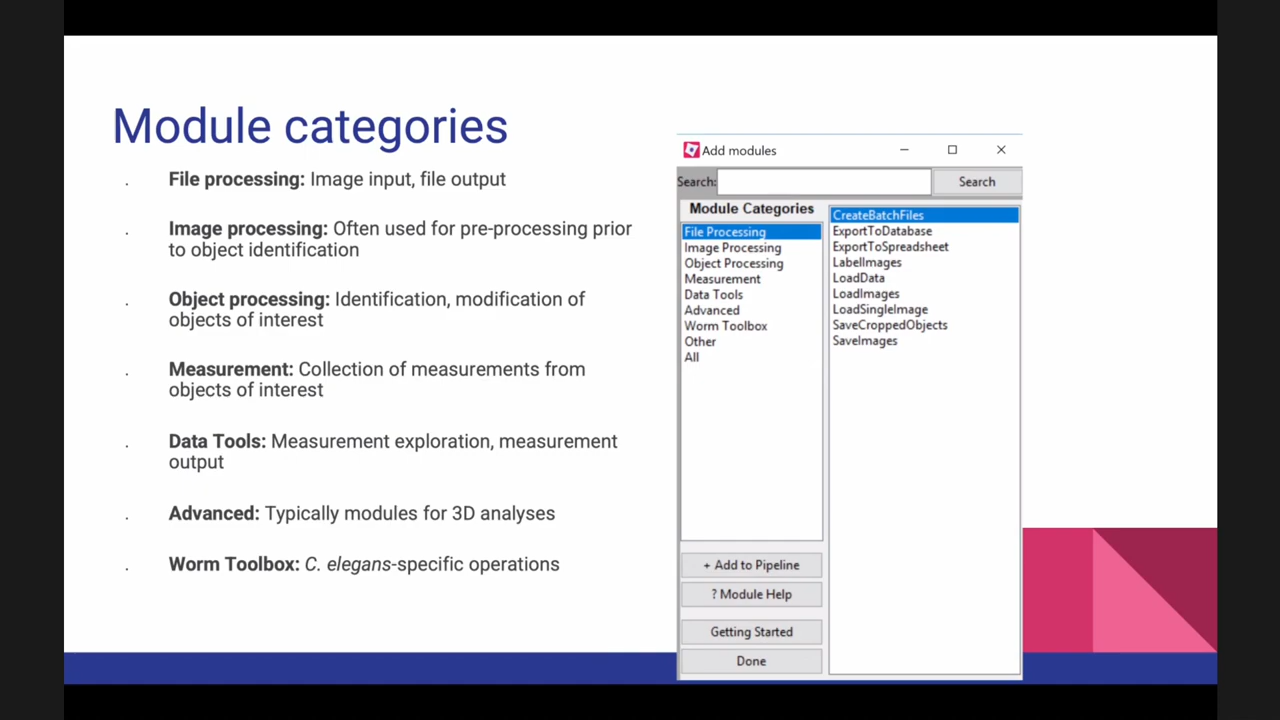 Module categories
. File processing: Image input, file output
. Image processing: Often used for pre-processing prior
to object identification
. Object processing: Identification, modification of
objects of interest
. Measurement: Collection of measurements from
objects of interest
. Data Tools: Measurement exploration, measurement
output
. Advanced: Typically modules for 3D analyses
. Worm Toolbox: C. elegans-specific operations
Add modules
Search:
Search
Module Categories
File Processing
Image Processing
Object Processing
Measurement
Data Tools
Advanced
Worm Toolbox
Other
All
CreateBatchFiles
ExportToDatabase
ExportToSpreadsheet
LabelImages
LoadData
LoadImages
LoadSingleImage
SaveCroppedObjects
SaveImages
+ Add to Pipeline
? Module Help
Getting Started
Done